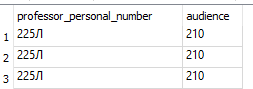 professor_personal_number audience
1 225Л 210
2 225Л 210
3 225Л 210